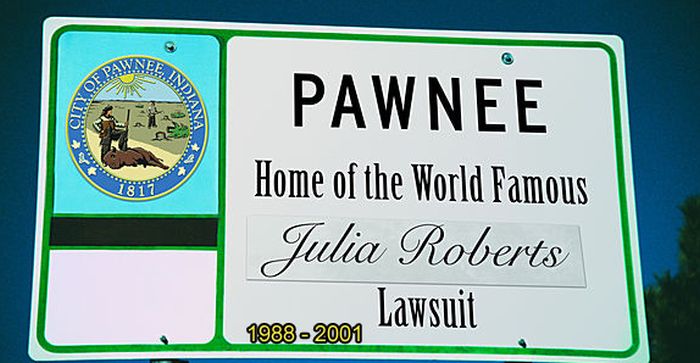 CITY OF PAWNEE, INDIANA
1817
PAWNEE
Home of the World Famous
Julia Roberts
Lawsuit
1988 - 2001